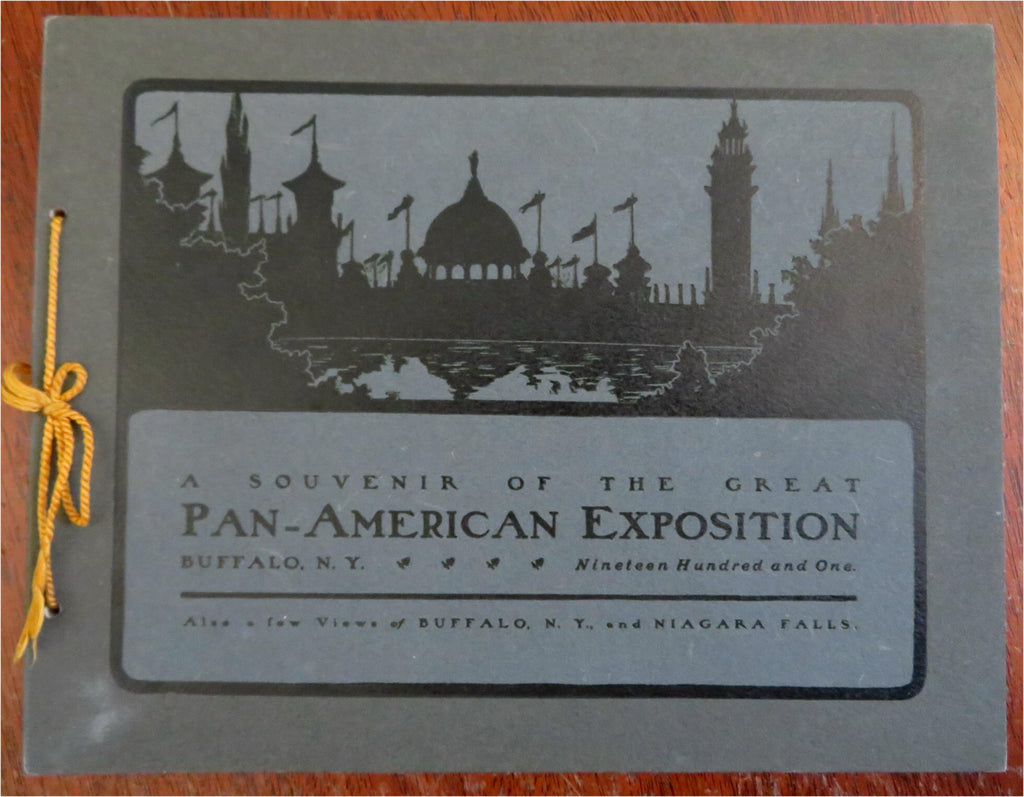 A SOUVENIR OF THE GREAT
PAN-AMERICAN EXPOSITION
BUFFALO, N. Y. Nineteen Hundred and One.
Also a few Views of BUFFALO, N. Y., and NIAGARA FALLS.